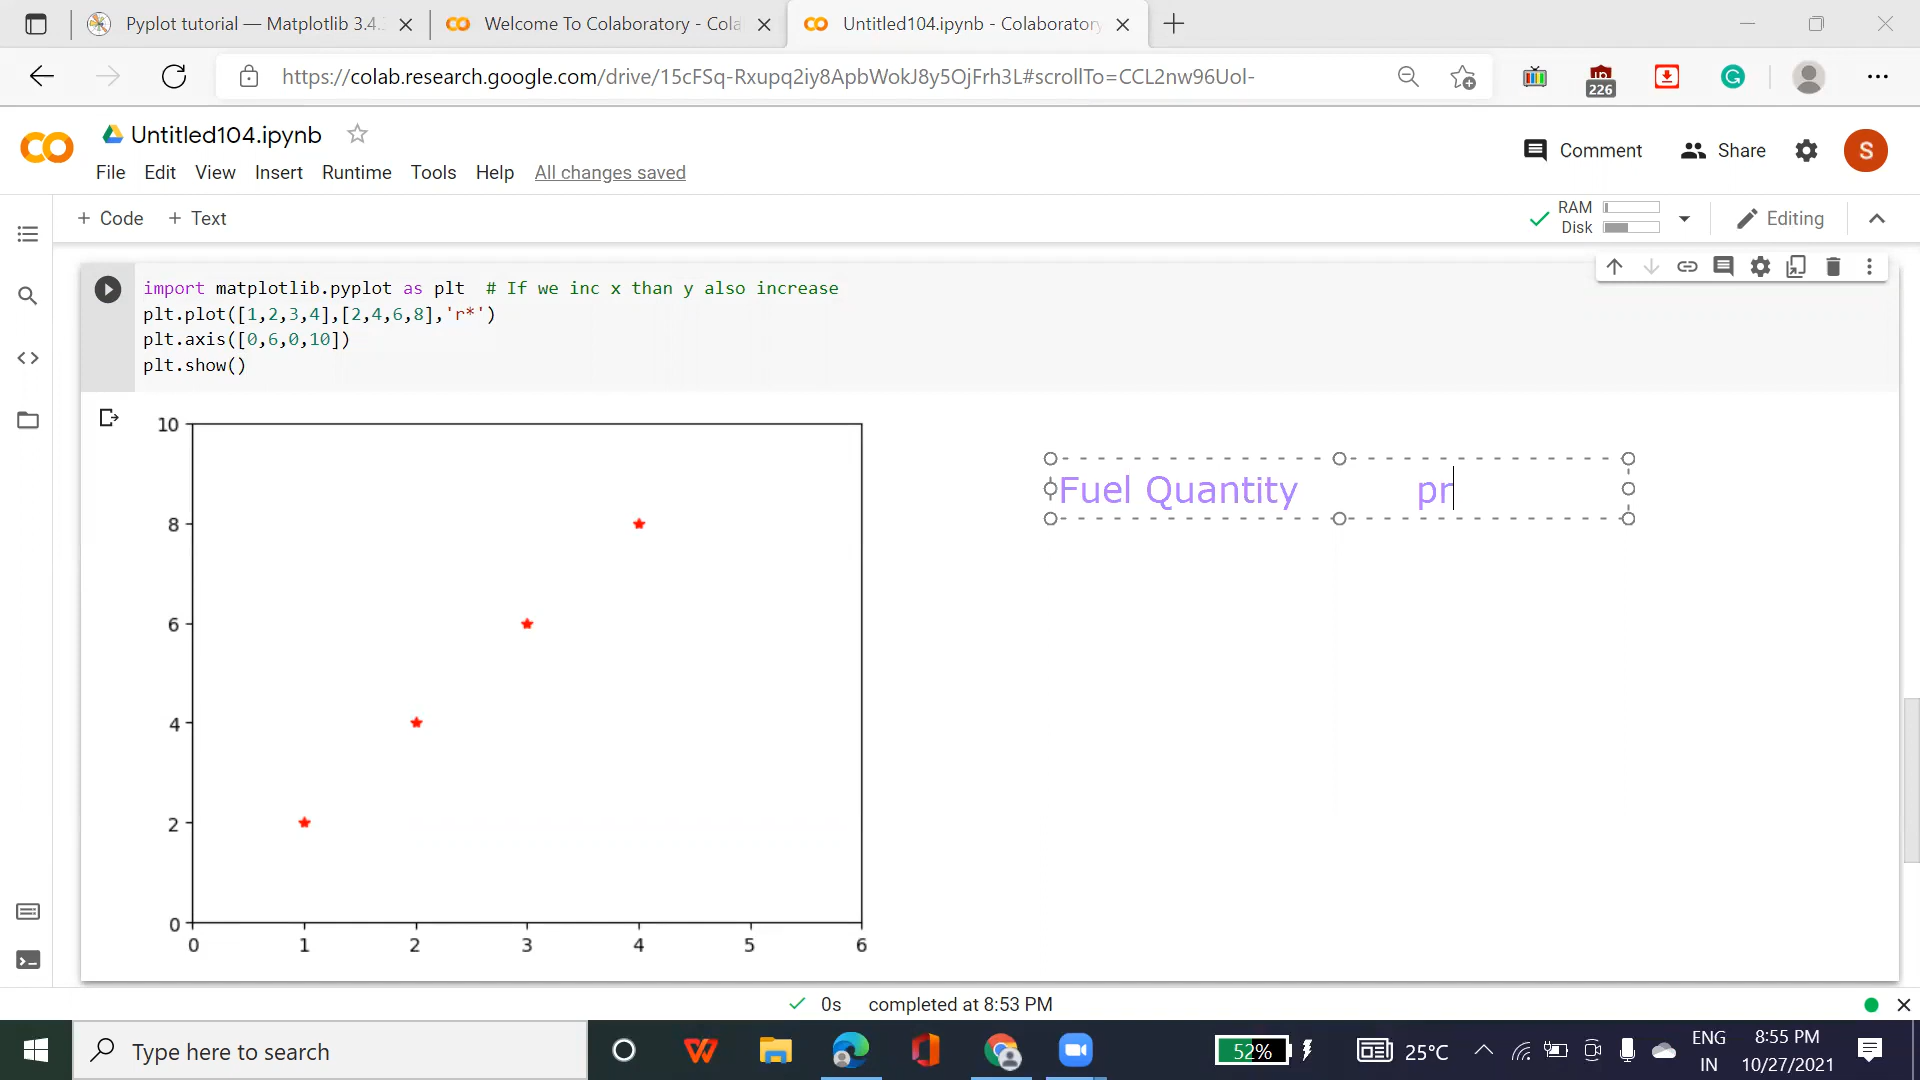 Pyplot tutorial — Matplotlib 3.4.
Welcome To Colaboratory - Cola
Untitled104.ipynb - Colaboratory
https://colab.research.google.com/drive/15cFSq-Rxupq2iy8ApbWokJ8y5OjFrh3L#scrollTo=CCL2nw96Uol-
226
Untitled104.ipynb
Comment
Share
S
File Edit View Insert Runtime Tools Help All changes saved
+ Code + Text
RAM
Disk
Editing
import matplotlib.pyplot as plt # If we inc x than y also increase
plt.plot([1,2,3,4],[2,4,6,8],'r*')
plt.axis([0,6,0,10])
plt.show()
10
8
6
4
2
0
0 1 2 3 4 5 6
Fuel Quantity pr
0s completed at 8:53 PM
Type here to search
52%
25°C
ENG
IN
8:55 PM
10/27/2021